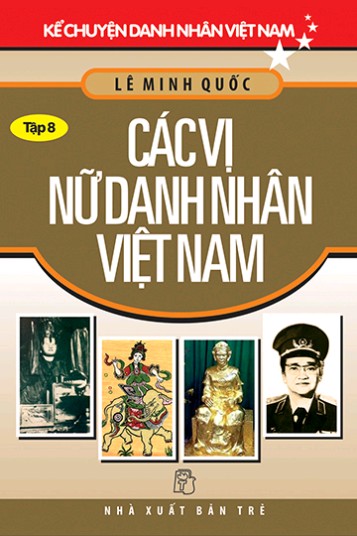 KỂ CHUYỆN DANH NHÂN VIỆT NAM
LÊ MINH QUỐC
Tập 8
CÁC VỊ
NỮ DANH NHÂN
VIỆT NAM
NHÀ XUẤT BẢN TRẺ